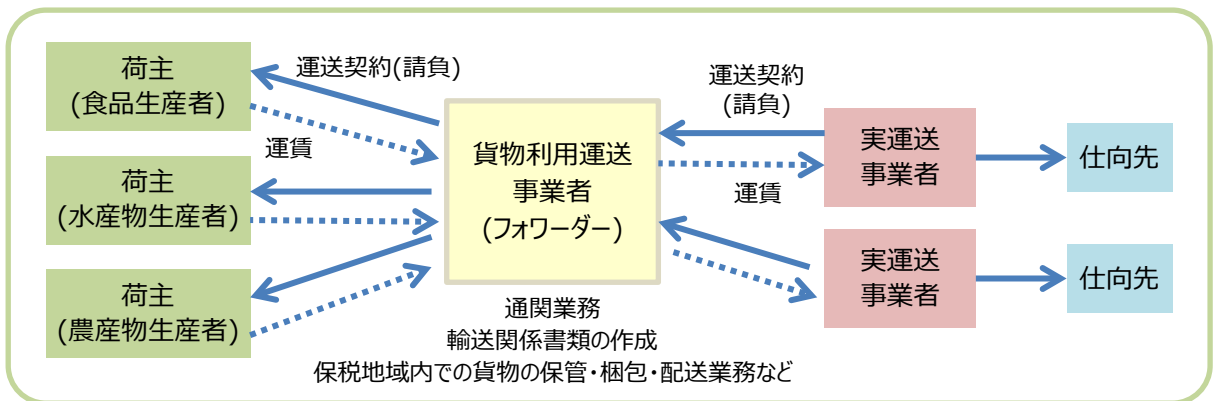 荷主
(食品生産者)
運送契約(請負)
運賃
荷主
(水産物生産者)
荷主
(農産物生産者)
貨物利用運送
事業者
(フォワーダー)
通関業務
輸送関係書類の作成
保税地域内での貨物の保管・梱包・配送業務など
運送契約
(請負)
運賃
実運送
事業者
仕向先
実運送
事業者
仕向先